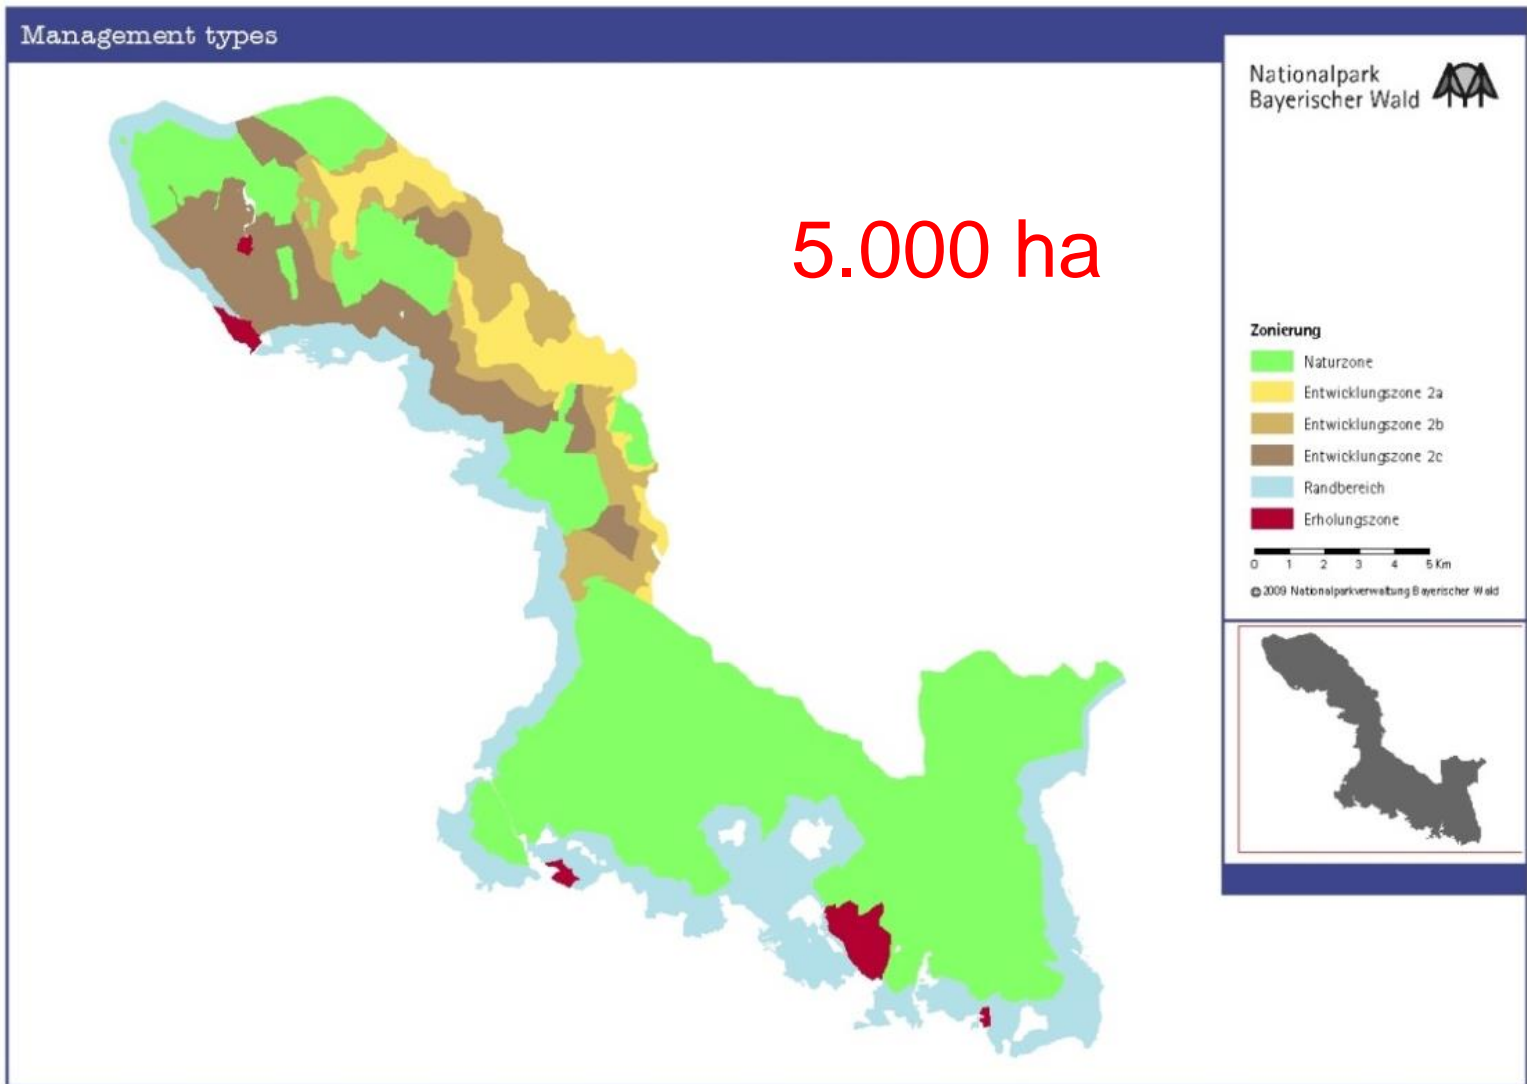 Management types
Nationalpark
Bayerischer Wald
5.000 ha
Zonierung
Naturzone
Entwicklungszone 2a
Entwicklungszone 2b
Entwicklungszone 2c
Randbereich
Erholungszone
0 1 2 3 4 5 Km
© 2009 Nationalparkverwaltung Bayerischer Wald